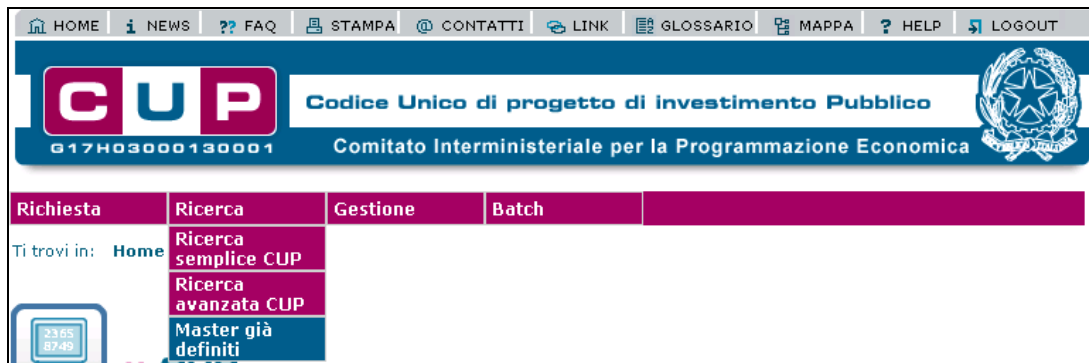 HOME i NEWS ?? FAQ STAMPA @ CONTATTI LINK GLOSSARIO MAPPA ? HELP LOGOUT
CUP
Codice Unico di progetto di investimento Pubblico
G17H03000130001
Comitato Interministeriale per la Programmazione Economica
Richiesta Ricerca Gestione Batch
Ti trovi in: Home
Ricerca
semplice CUP
Ricerca
avanzata CUP
Master già
definiti
2365
8749